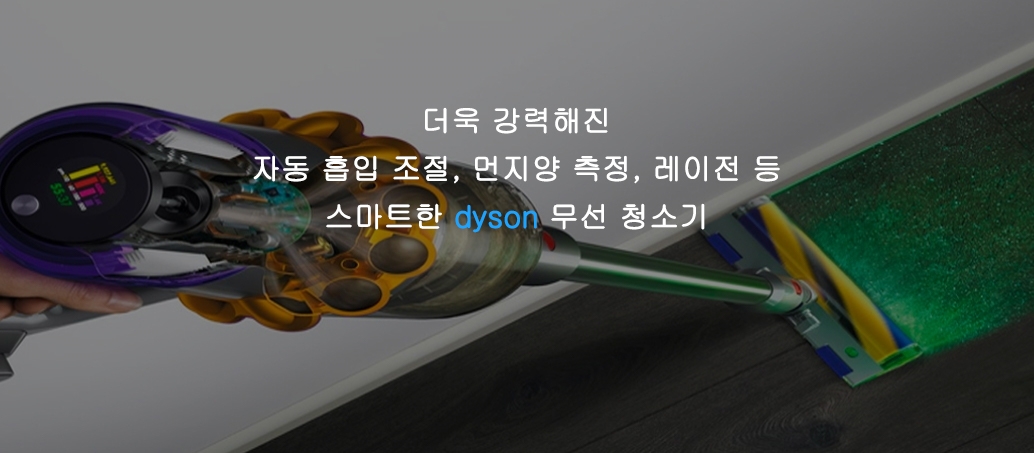 더욱 강력해진
자동 흡입 조절, 먼지양 측정, 레이전 등
스마트한 dyson 무선 청소기